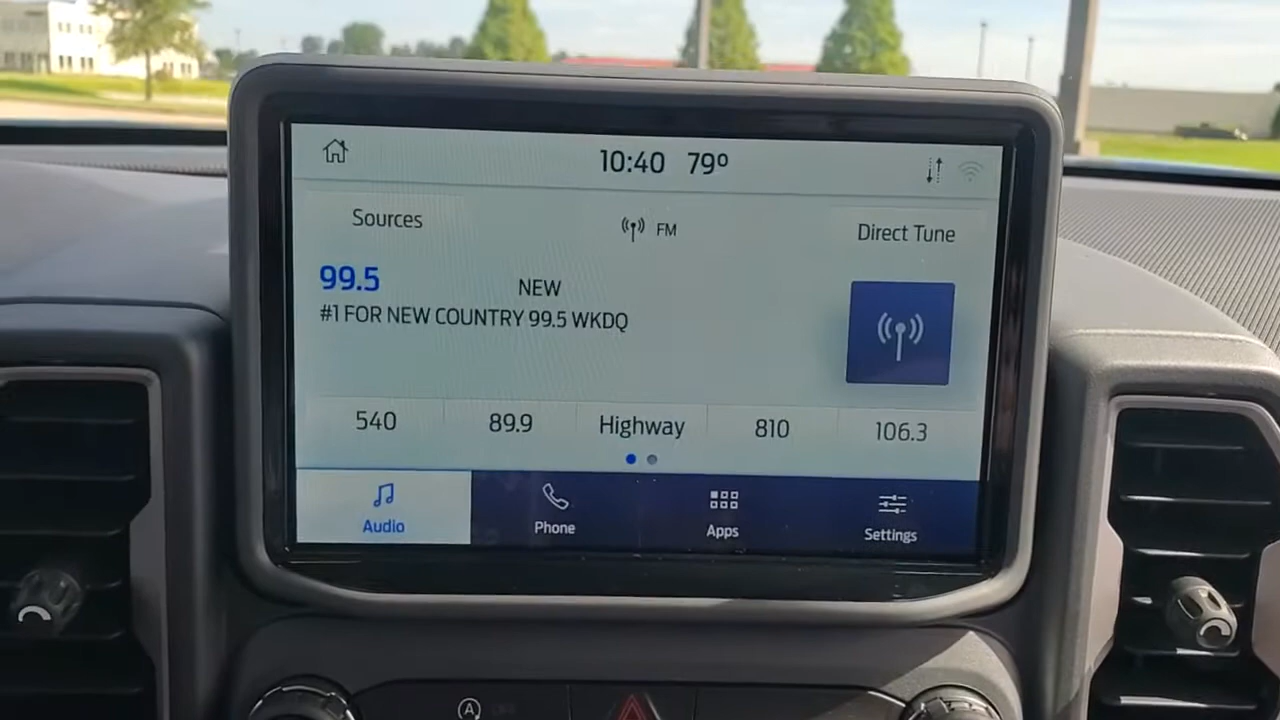 10:40 79º
Sources
FM
Direct Tune
99.5
NEW
#1 FOR NEW COUNTRY 99.5 WKDQ
540
89.9
Highway
810
106.3
Audio
Phone
Apps
Settings
A